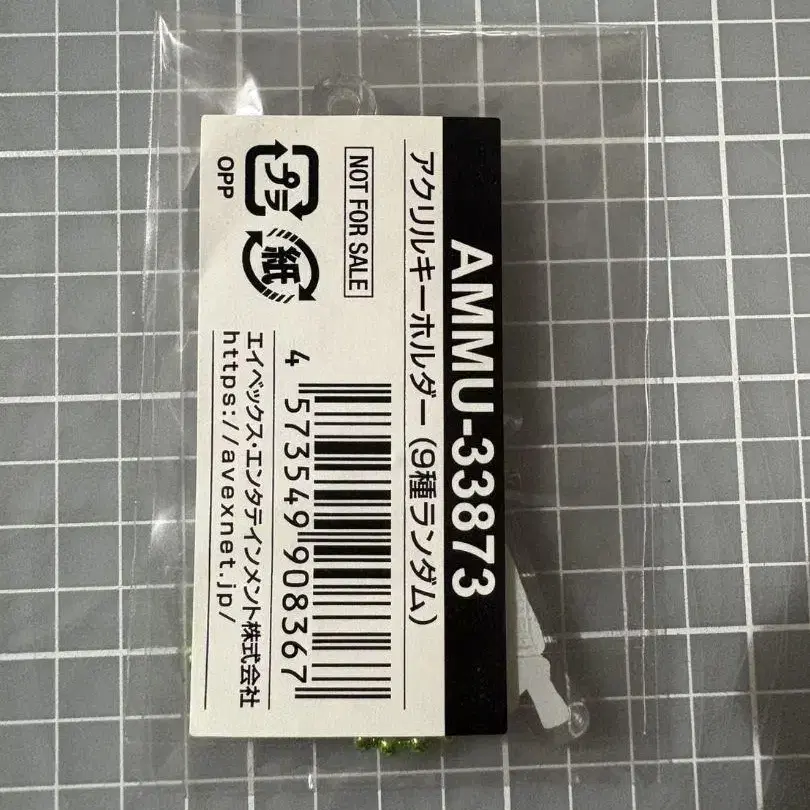 AMMU-33873
アクリルキーホルダー (9種ランダム)
NOT FOR SALE
プラ
紙
OPP
4 573549 908367
エイベックス・エンタテインメント株式会社
https://avexnet.jp/